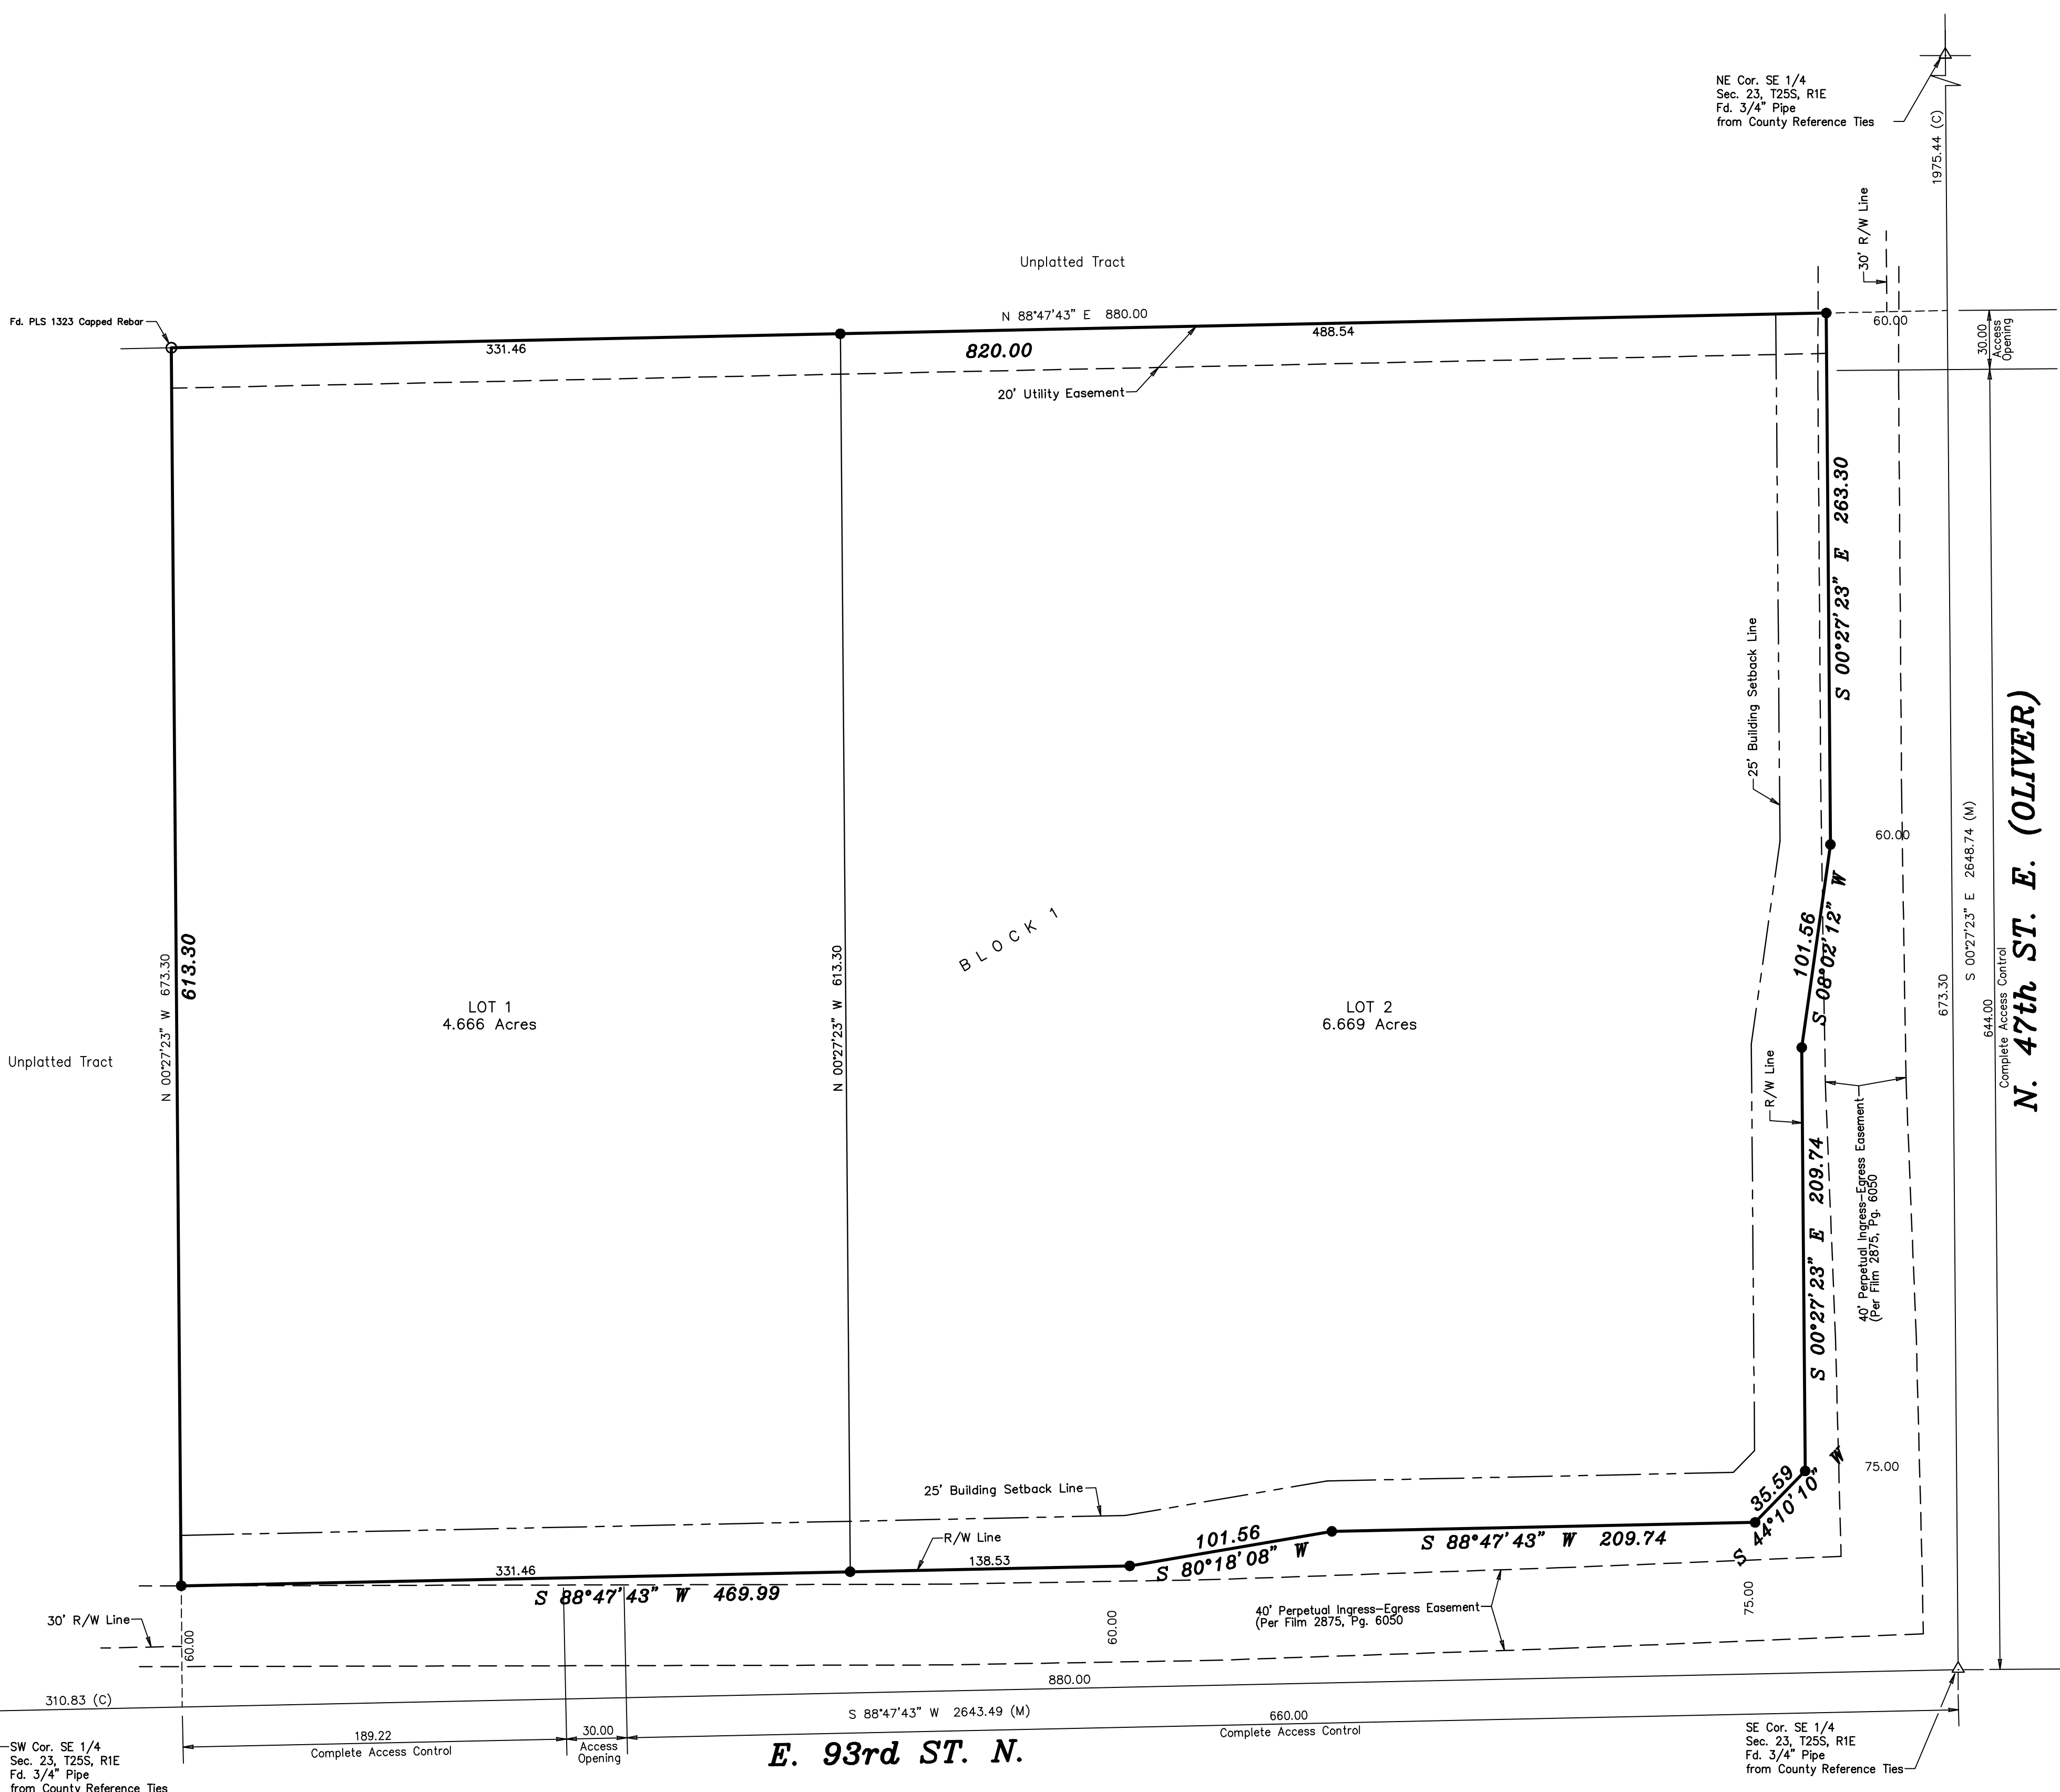 NE Cor. SE 1/4
Sec. 23, T25S, R1E
Fd. 3/4" Pipe
from County Reference Ties
1975.44 (C)
30' R/W Line
Unplatted Tract
N 88°47'43" E 880.00
Fd. PLS 1323 Capped Rebar
331.46
820.00
488.54
60.00
30.00
Access
Opening
20' Utility Easement
S 00°27'23" E 263.30
25' Building Setback Line
60.00
N 00°27'23" W 673.30
613.30
N 00°27'23" W 613.30
BLOCK 1
LOT 1
4.666 Acres
LOT 2
6.669 Acres
101.56
S 08°02'12" W
673.30
S 00°27'23" E 2648.74 (M)
644.00
Complete Access Control
N. 47th ST. E. (OLIVER)
Unplatted Tract
R/W Line
40' Perpetual Ingress-Egress Easement
(Per Film 2875, Pg. 6050
S 00°27'23" E 209.74
75.00
35.59
S 44°10'10" W
25' Building Setback Line
R/W Line
331.46
138.53
101.56
S 80°18'08" W
S 88°47'43" W 209.74
S 88°47'43" W 469.99
30' R/W Line
60.00
60.00
40' Perpetual Ingress-Egress Easement
(Per Film 2875, Pg. 6050
75.00
310.83 (C)
880.00
S 88°47'43" W 2643.49 (M)
189.22
Complete Access Control
30.00
Access
Opening
660.00
Complete Access Control
E. 93rd ST. N.
SW Cor. SE 1/4
Sec. 23, T25S, R1E
Fd. 3/4" Pipe
from County Reference Ties
SE Cor. SE 1/4
Sec. 23, T25S, R1E
Fd. 3/4" Pipe
from County Reference Ties